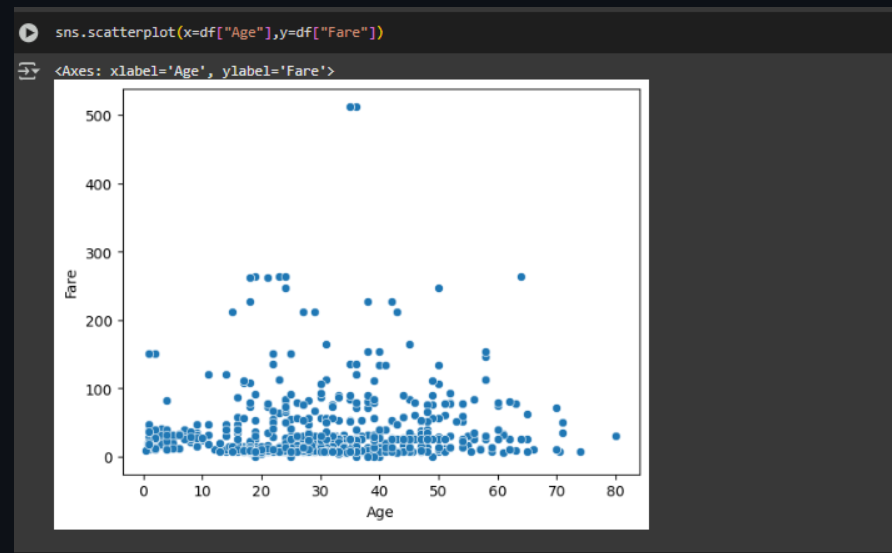 sns.scatterplot(x=df["Age"],y=df["Fare"])
<Axes: xlabel='Age', ylabel='Fare'>
500
400
300
200
100
0
Fare
0 10 20 30 40 50 60 70 80
Age